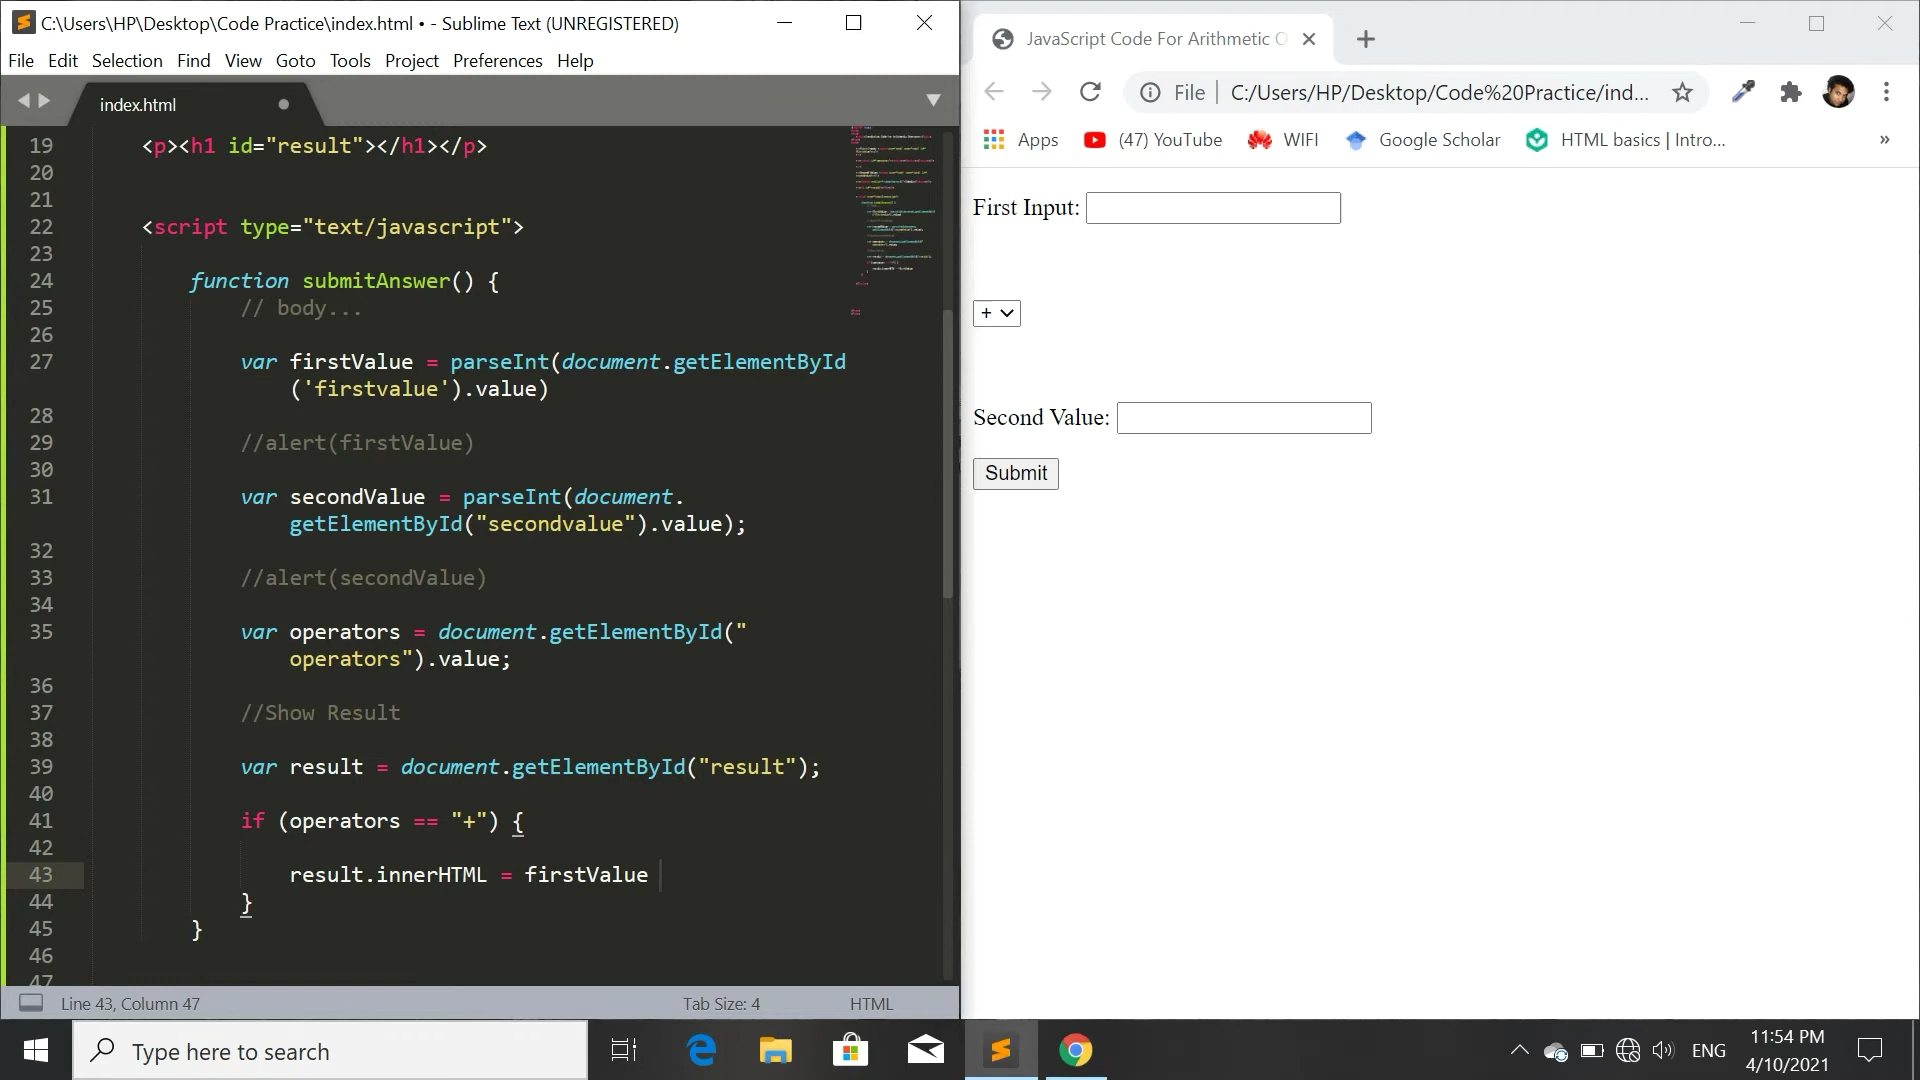 C:\Users\HP\Desktop\Code Practice\index.html • - Sublime Text (UNREGISTERED)
File Edit Selection Find View Goto Tools Project Preferences Help
index.html
19 <p><h1 id="result"></h1></p>
20
21
22 <script type="text/javascript">
23
24 function submitAnswer() {
25 // body...
26
27 var firstValue = parseInt(document.getElementById
('firstvalue').value)
28
29 //alert(firstValue)
30
31 var secondValue = parseInt(document.
getElementById("secondvalue").value);
32
33 //alert(secondValue)
34
35 var operators = document.getElementById("
operators").value;
36
37 //Show Result
38
39 var result = document.getElementById("result");
40
41 if (operators == "+") {
42
43 result.innerHTML = firstValue
44 }
45 }
46
47
Line 43, Column 47 Tab Size: 4 HTML
JavaScript Code For Arithmetic O
File | C:/Users/HP/Desktop/Code%20Practice/ind...
Apps (47) YouTube WIFI Google Scholar HTML basics | Intro... »
First Input:
+
Second Value:
Submit
Type here to search
ENG
11:54 PM
4/10/2021